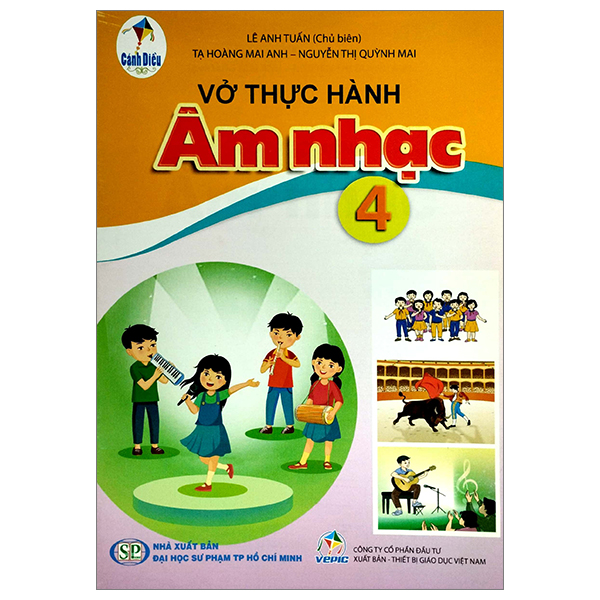 Cánh Diều
LÊ ANH TUẤN (Chủ biên)
TẠ HOÀNG MAI ANH – NGUYỄN THỊ QUỲNH MAI
VỞ THỰC HÀNH
Âm nhạc
4
SP
NHÀ XUẤT BẢN
ĐẠI HỌC SƯ PHẠM TP HỒ CHÍ MINH
VEPIC
CÔNG TY CỔ PHẦN ĐẦU TƯ
XUẤT BẢN - THIẾT BỊ GIÁO DỤC VIỆT NAM